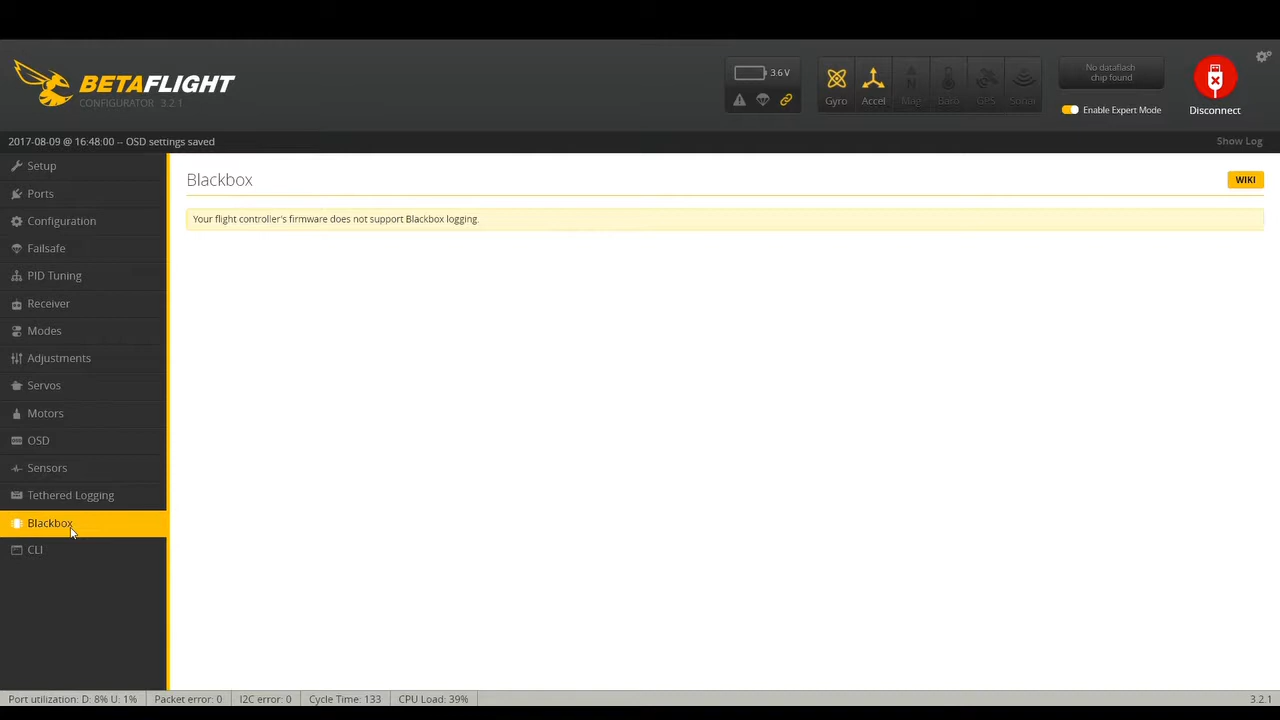 BETAFLIGHT
CONFIGURATOR 3.2.1
3.6 V
Gyro
Accel
Mag
Baro
GPS
Sonar
No dataflash
chip found
Enable Expert Mode
Disconnect
2017-08-09 @ 16:48:00 -- OSD settings saved
Show Log
Setup
Ports
Configuration
Failsafe
PID Tuning
Receiver
Modes
Adjustments
Servos
Motors
OSD
Sensors
Tethered Logging
Blackbox
CLI
Blackbox
WIKI
Your flight controller's firmware does not support Blackbox logging.
Port utilization: D: 8% U: 1%
Packet error: 0
I2C error: 0
Cycle Time: 133
CPU Load: 39%
3.2.1